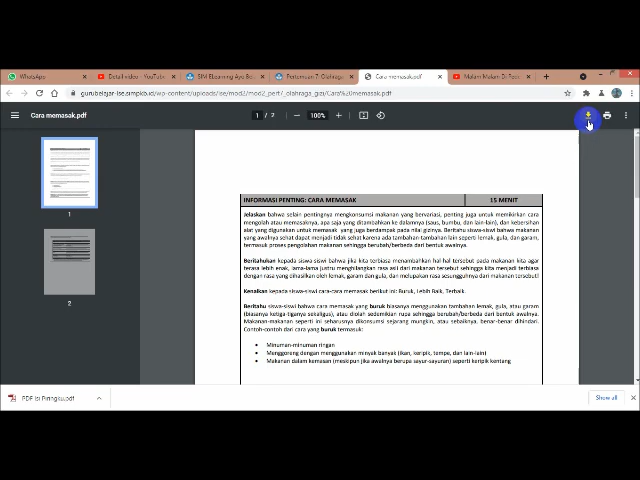 WhatsApp
Detail video - YouTube
SIM ELearning Ayo Bel
Pertemuan 7: Olahraga
Cara memasak.pdf
Malam Malam Di Pos
gurubelajar-lse.simpkb.id/wp-content/uploads/lse/mod2/mod2_pert7_olahraga_gizi/Cara%20memasak.pdf
Cara memasak.pdf
1 / 2
100%
1
2
INFORMASI PENTING: CARA MEMASAK
15 MENIT
Jelaskan bahwa selain pentingnya mengkonsumsi makanan yang bervariasi, penting juga untuk memikirkan cara
mengolah atau memasaknya, apa saja yang ditambahkan ke dalamnya (saus, bumbu, dan lain-lain), dan kebersihan
alat yang digunakan untuk memasak yang juga berdampak pada nilai gizinya. Beritahu siswa-siswi bahwa makanan
yang awalnya sehat dapat menjadi tidak sehat karena ada tambahan-tambahan lain seperti lemak, gula, dan garam,
termasuk proses pengolahan makanan sehingga berubah/berbeda dari bentuk awalnya.
Beritahukan kepada siswa siswi bahwa jika kita terbiasa menambahkan hal hal tersebut pada makanan kita agar
terasa lebih enak, lama-lama justru menghilangkan rasa asli dari makanan tersebut sehingga kita menjadi terbiasa
dengan rasa yang dihasilkan oleh lemak, garam dan gula, dan melupakan rasa sesungguhnya dari makanan tersebut!
Kenalkan kepada siswa-siswi cara-cara memasak berikut ini: Buruk, Lebih Baik, Terbaik.
Beritahu siswa-siswi bahwa cara memasak yang buruk biasanya menggunakan tambahan lemak, gula, atau garam
(biasanya ketiga-tiganya sekaligus), atau diolah sedemikian rupa sehingga berubah/berbeda dari bentuk awalnya.
Makanan-makanan seperti ini seharusnya dikonsumsi sejarang mungkin, atau sebaiknya, benar-benar dihindari.
Contoh-contoh dari cara yang buruk termasuk:
• Minuman-minuman ringan
• Menggoreng dengan menggunakan minyak banyak (ikan, keripik, tempe, dan lain-lain)
• Makanan dalam kemasan (meskipun jika awalnya berupa sayur-sayuran) seperti keripik kentang
PDF Isi Piringku.pdf
Show all